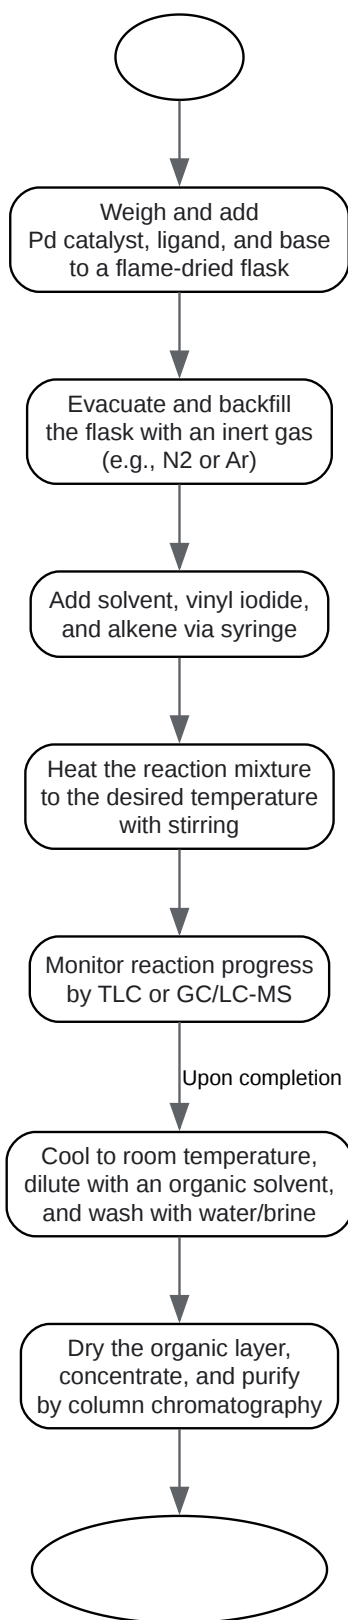 Weigh and add
Pd catalyst, ligand, and base
to a flame-dried flask
Evacuate and backfill
the flask with an inert gas
(e.g., N2 or Ar)
Add solvent, vinyl iodide,
and alkene via syringe
Heat the reaction mixture
to the desired temperature
with stirring
Monitor reaction progress
by TLC or GC/LC-MS
Upon completion
Cool to room temperature,
dilute with an organic solvent,
and wash with water/brine
Dry the organic layer,
concentrate, and purify
by column chromatography